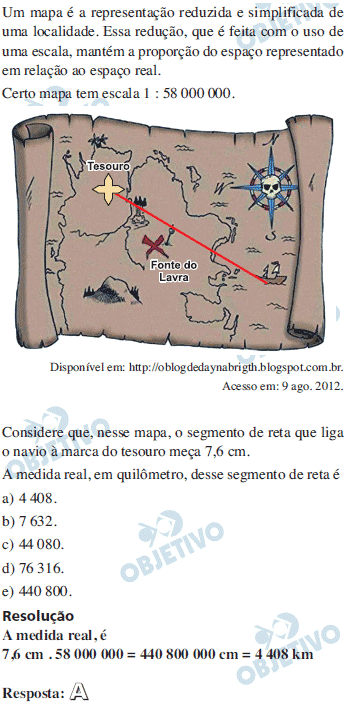 Um mapa é a representação reduzida e simplificada de
uma localidade. Essa redução, que é feita com o uso de
uma escala, mantém a proporção do espaço representado
em relação ao espaço real.
Certo mapa tem escala 1 : 58 000 000.
Tesouro
Fonte do
Lavra
Disponível em: http://oblogdedaynabrigth.blogspot.com.br.
Acesso em: 9 ago. 2012.
Considere que, nesse mapa, o segmento de reta que liga
o navio à marca do tesouro meça 7,6 cm.
A medida real, em quilômetro, desse segmento de reta é
a) 4 408.
b) 7 632.
c) 44 080.
d) 76 316.
e) 440 800.
Resolução
A medida real, é
7,6 cm . 58 000 000 = 440 800 000 cm = 4 408 km
Resposta: A
OBJETIVO
OBJETIVO
OBJETIVO
OBJETIVO
OBJETIVO